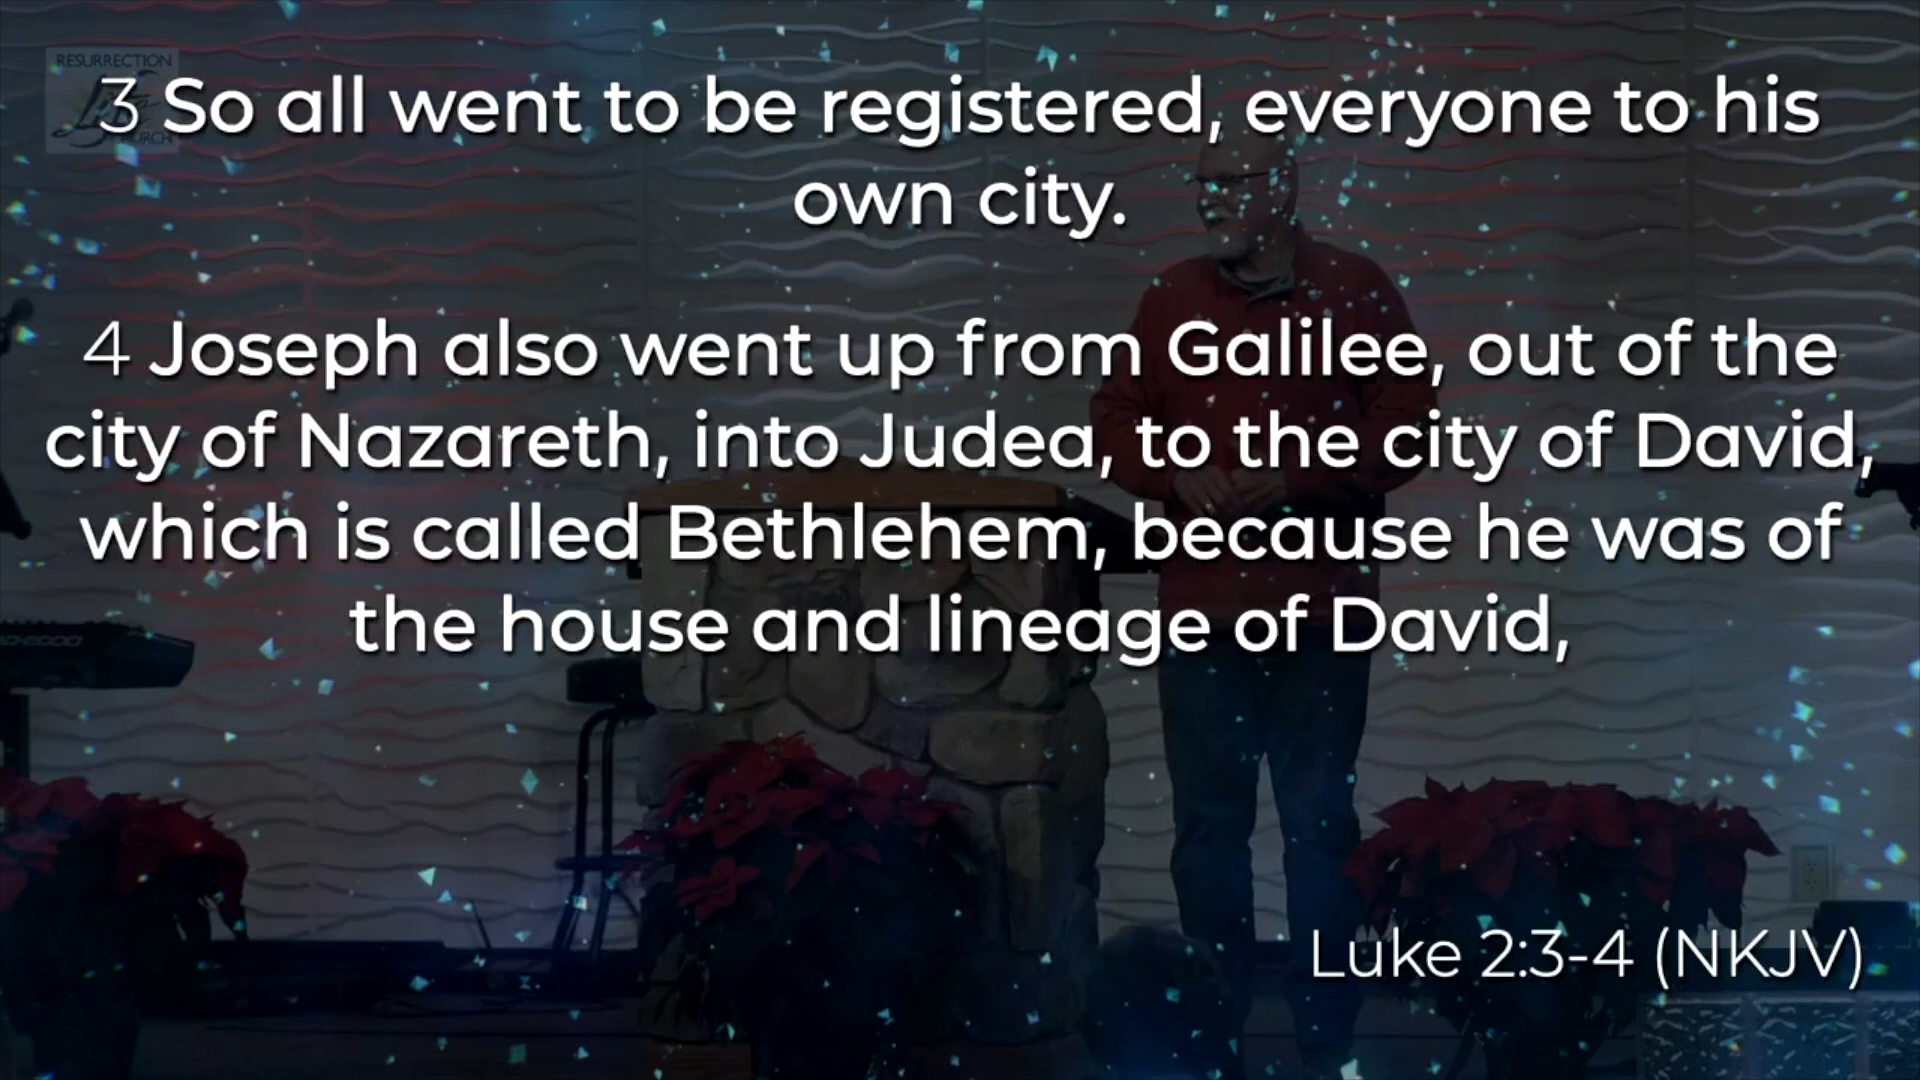 RESURRECTION
Life
CHURCH
3 So all went to be registered, everyone to his
own city.
4 Joseph also went up from Galilee, out of the
city of Nazareth, into Judea, to the city of David,
which is called Bethlehem, because he was of
the house and lineage of David,
Luke 2:3-4 (NKJV)